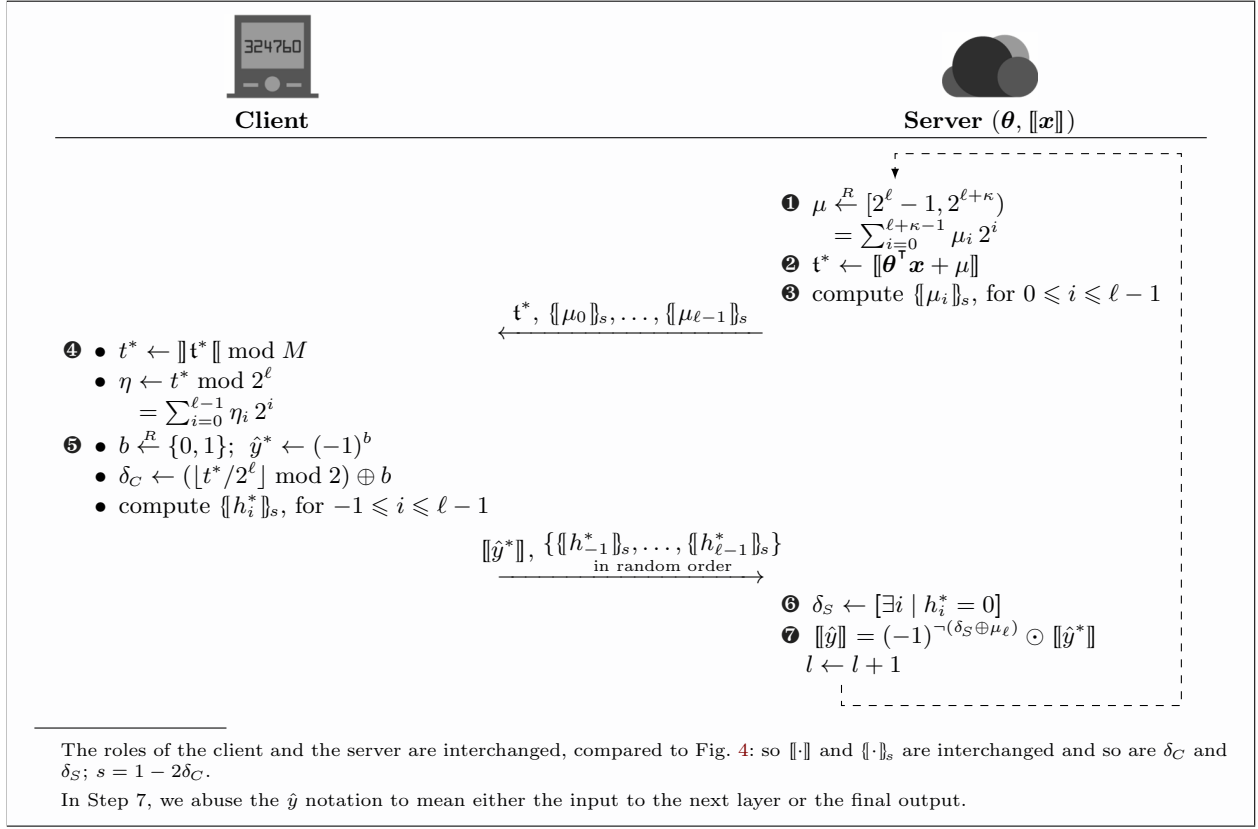 324760
Client
Server (𝜽, ⟦𝒙⟧)
❶ μ ←ᴿ [2^ℓ − 1, 2^{ℓ+κ})
= ∑_{i=0}^{ℓ+κ−1} μ_i 2^i
❷ 𝔱* ← ⟦𝜽^⊤𝒙 + μ⟧
❸ compute {[μ_i]}_s, for 0 ⩽ i ⩽ ℓ − 1
𝔱*, {[μ_0]}_s, . . . , {[μ_{ℓ−1}]}_s
❹ • t* ← ⟧𝔱*⟦ mod M
• η ← t* mod 2^ℓ
= ∑_{i=0}^{ℓ−1} η_i 2^i
❺ • b ←ᴿ {0, 1}; ŷ* ← (−1)^b
• δ_C ← (⌊t*/2^ℓ⌋ mod 2) ⊕ b
• compute {[h*_i]}_s, for −1 ⩽ i ⩽ ℓ − 1
⟦ŷ*⟧, {{[h*_{−1}]}_s, . . . , {[h*_{ℓ−1}]}_s}
in random order
❻ δ_S ← [∃i | h*_i = 0]
❼ ⟦ŷ⟧ = (−1)^{¬(δ_S⊕μ_ℓ)} ⊙ ⟦ŷ*⟧
l ← l + 1
The roles of the client and the server are interchanged, compared to Fig. 4: so ⟦·⟧ and {[·]}_s are interchanged and so are δ_C and
δ_S; s = 1 − 2δ_C.
In Step 7, we abuse the ŷ notation to mean either the input to the next layer or the final output.